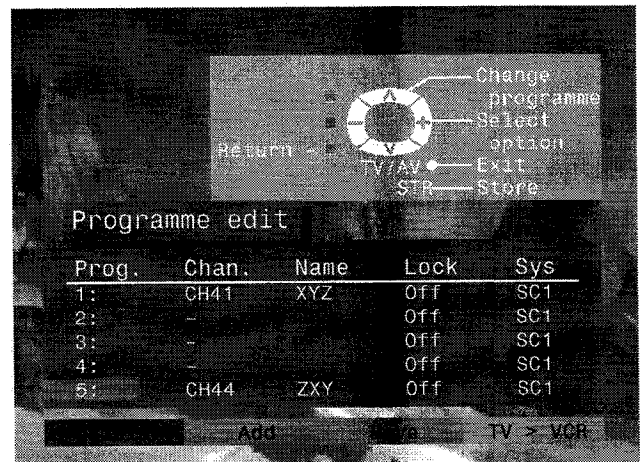 Change
programme
Select
option
Return
TV/AV Exit
STR Store
Programme edit
Prog. Chan. Name Lock Sys
1: CH41 XYZ Off SC1
2: - Off SC1
3: - Off SC1
4: - Off SC1
5: CH44 ZXY Off SC1
Add TV > VCR